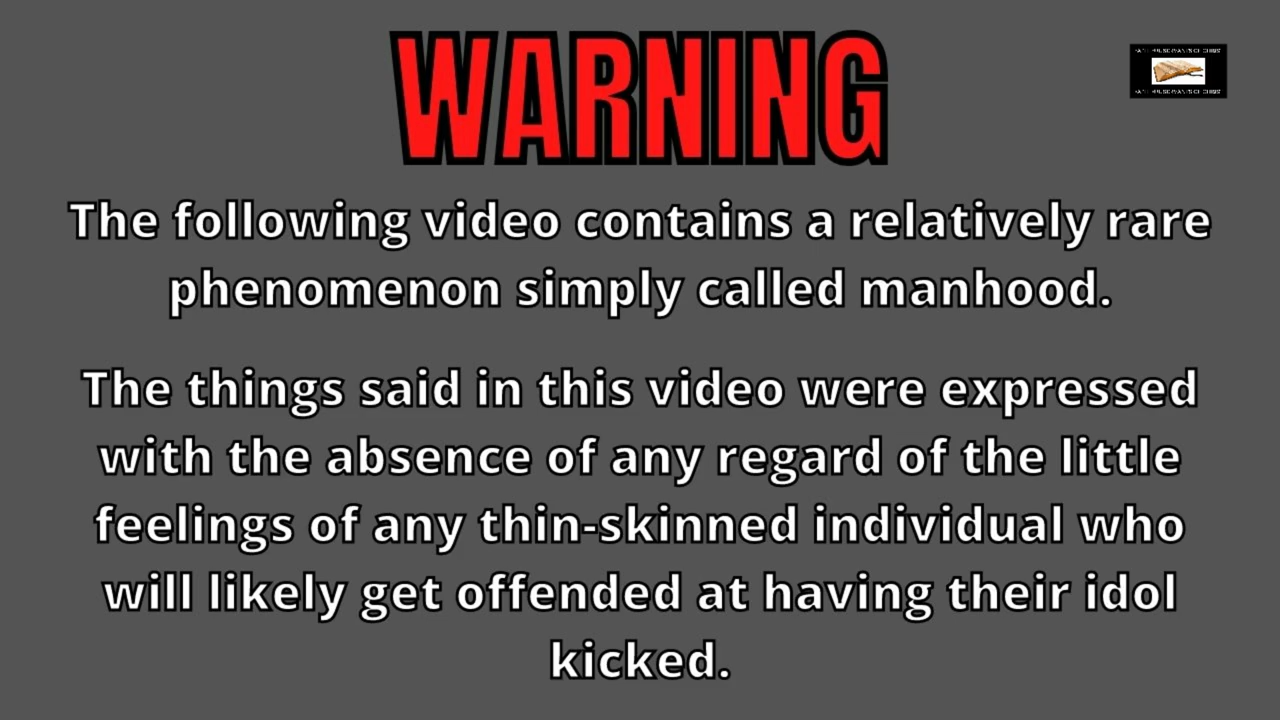 WARNING
The following video contains a relatively rare
phenomenon simply called manhood.
The things said in this video were expressed
with the absence of any regard of the little
feelings of any thin-skinned individual who
will likely get offended at having their idol
kicked.